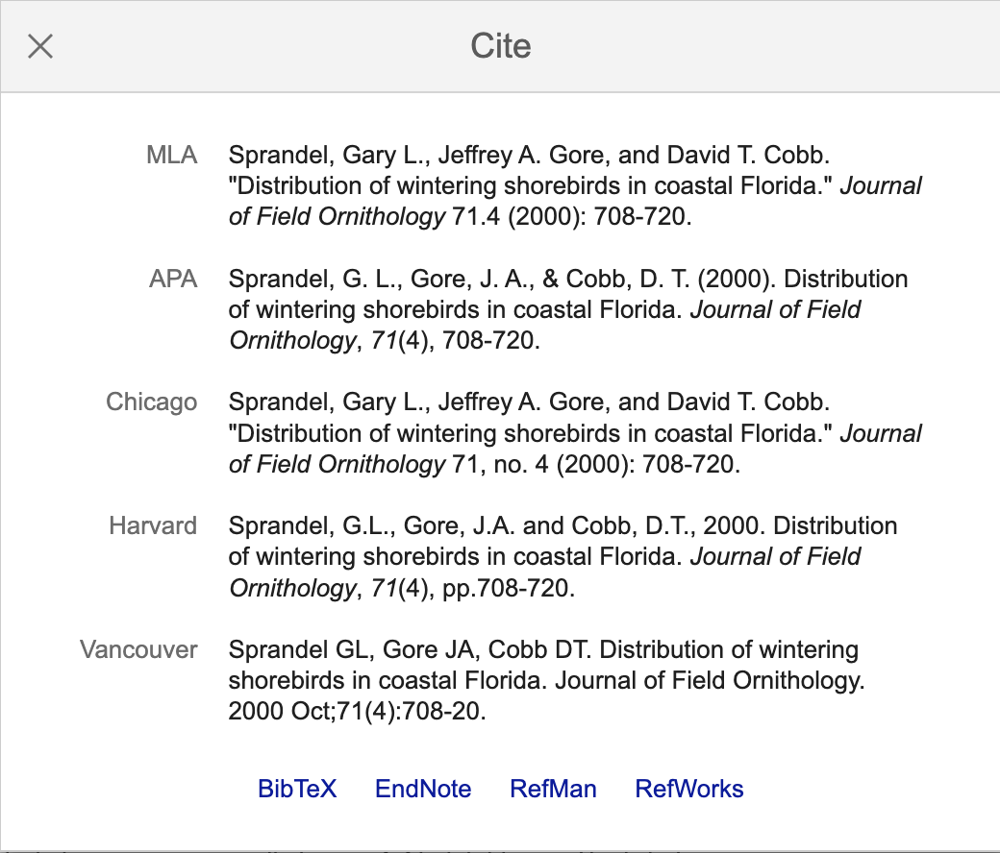 Cite
MLA
Sprandel, Gary L., Jeffrey A. Gore, and David T. Cobb.
"Distribution of wintering shorebirds in coastal Florida." Journal
of Field Ornithology 71.4 (2000): 708-720.
APA
Sprandel, G. L., Gore, J. A., & Cobb, D. T. (2000). Distribution
of wintering shorebirds in coastal Florida. Journal of Field
Ornithology, 71(4), 708-720.
Chicago
Sprandel, Gary L., Jeffrey A. Gore, and David T. Cobb.
"Distribution of wintering shorebirds in coastal Florida." Journal
of Field Ornithology 71, no. 4 (2000): 708-720.
Harvard
Sprandel, G.L., Gore, J.A. and Cobb, D.T., 2000. Distribution
of wintering shorebirds in coastal Florida. Journal of Field
Ornithology, 71(4), pp.708-720.
Vancouver
Sprandel GL, Gore JA, Cobb DT. Distribution of wintering
shorebirds in coastal Florida. Journal of Field Ornithology.
2000 Oct;71(4):708-20.
BibTeX EndNote RefMan RefWorks